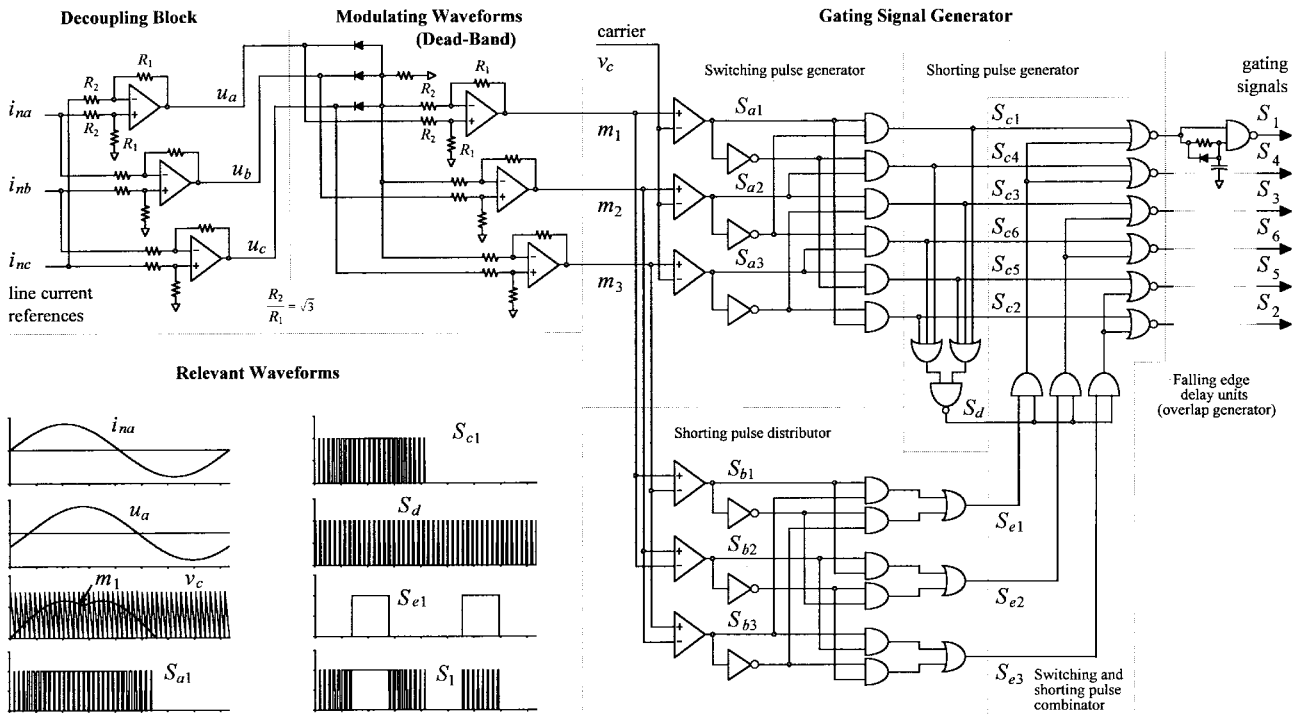 Decoupling Block
Modulating Waveforms
(Dead-Band)
Gating Signal Generator
carrier
v_c
Switching pulse generator
Shorting pulse generator
gating
signals
R_1
R_2
R_2
R_1
i_na
i_nb
i_nc
u_a
u_b
u_c
R_2
R_1
R_2
R_2
R_1
line current
references
R_2
R_1
= √3
m_1
m_2
m_3
S_a1
S_a2
S_a3
S_c1
S_c4
S_c3
S_c6
S_c5
S_c2
S_1
S_4
S_3
S_6
S_5
S_2
S_d
Falling edge
delay units
(overlap generator)
Shorting pulse distributor
S_b1
S_b2
S_b3
S_e1
S_e2
S_e3
Switching and
shorting pulse
combinator
Relevant Waveforms
i_na
S_c1
u_a
S_d
m_1
v_c
S_e1
S_a1
S_1
+
−
+
−
+
−
+
−
+
−
+
−
+
−
+
−
+
−
+
−
+
−
+
−